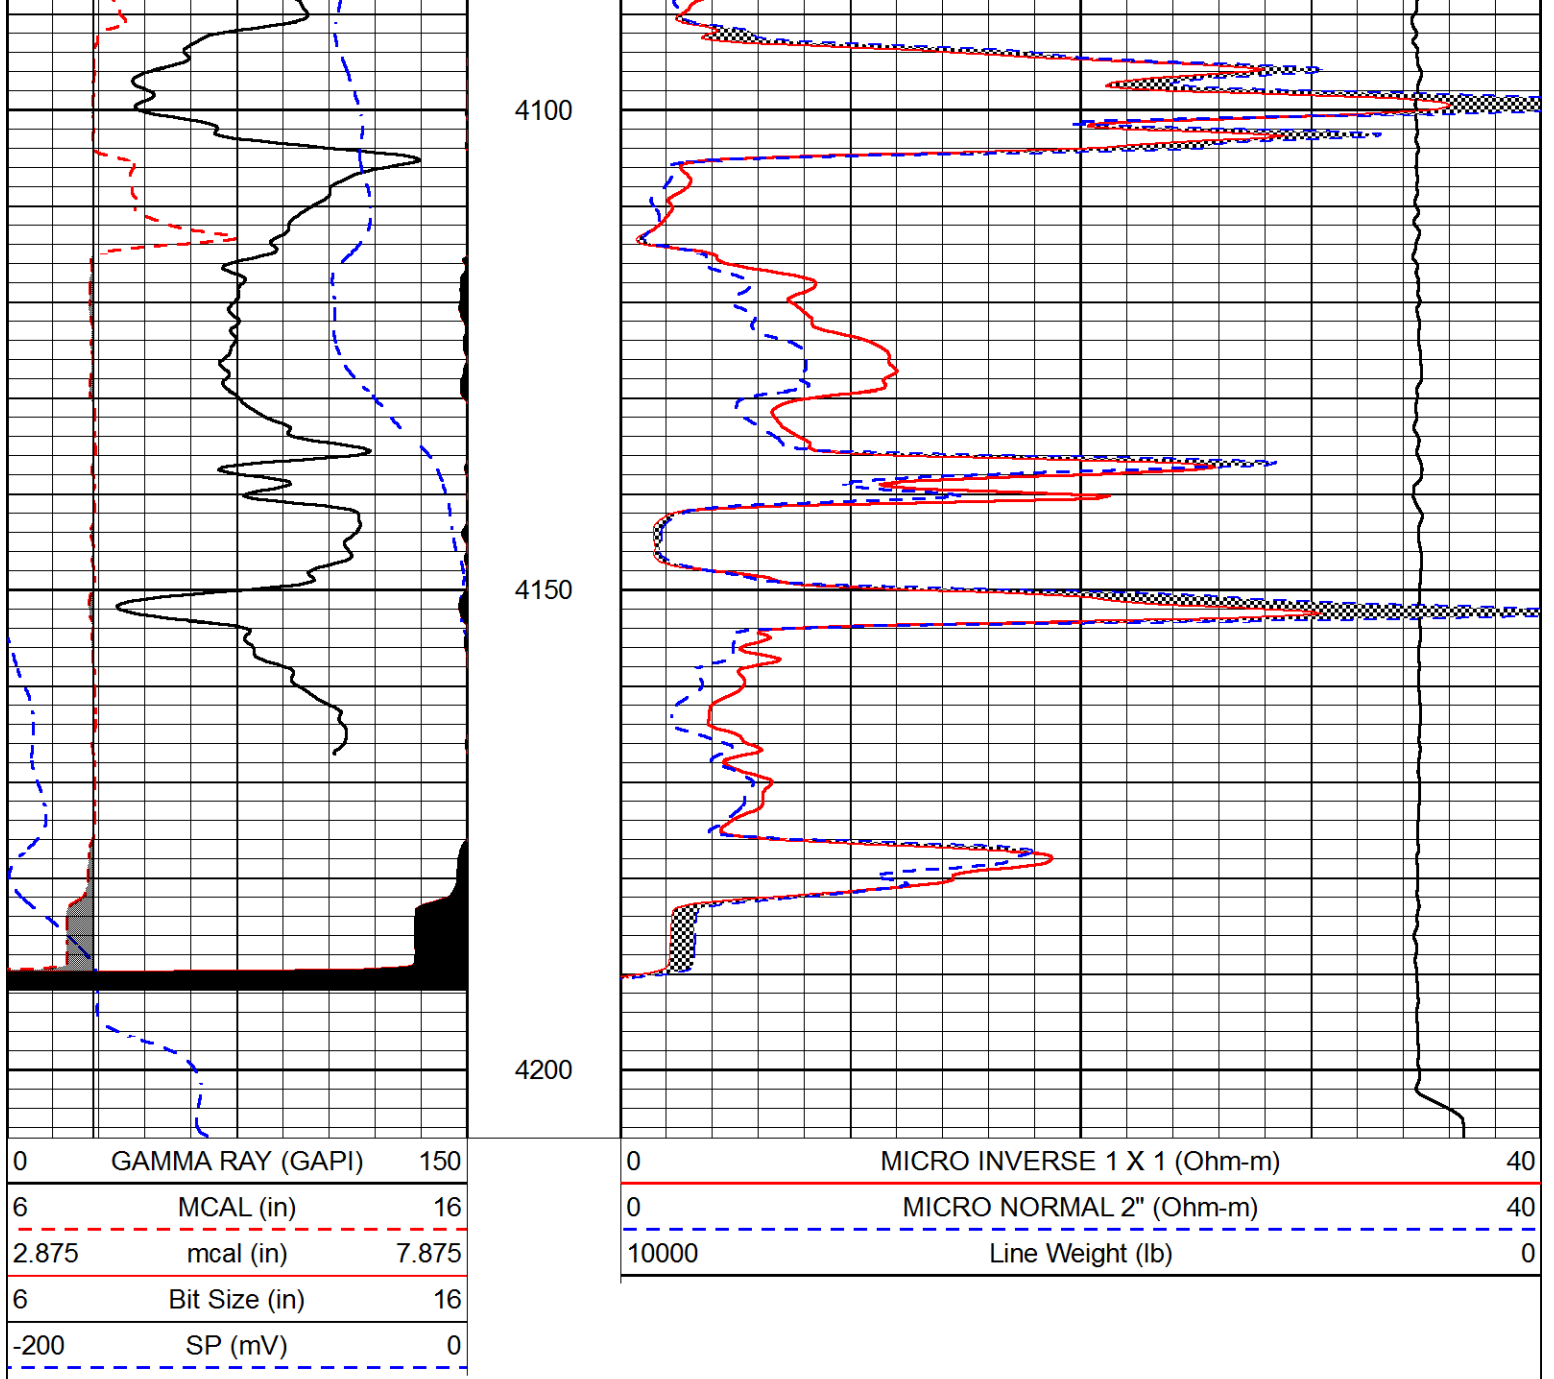 4100
4150
4200
0 GAMMA RAY (GAPI) 150
6 MCAL (in) 16
2.875 mcal (in) 7.875
6 Bit Size (in) 16
-200 SP (mV) 0
0 MICRO INVERSE 1 X 1 (Ohm-m) 40
0 MICRO NORMAL 2" (Ohm-m) 40
10000 Line Weight (lb) 0